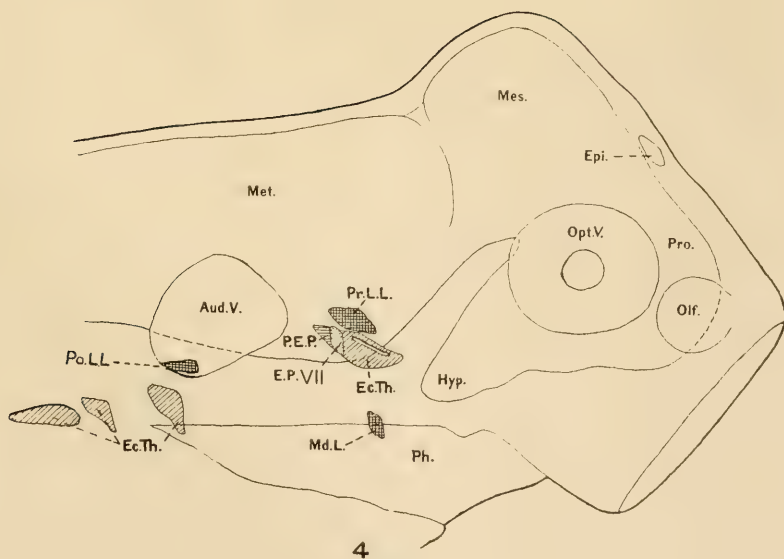 Mes.
Epi.
Met.
Opt.V.
Pro.
Aud.V.
Pr.L.L.
Olf.
P.E.P.
Po.L.L
E.P.VII
Ec.Th.
Hyp.
Ec.Th.
Md.L.
Ph.
4